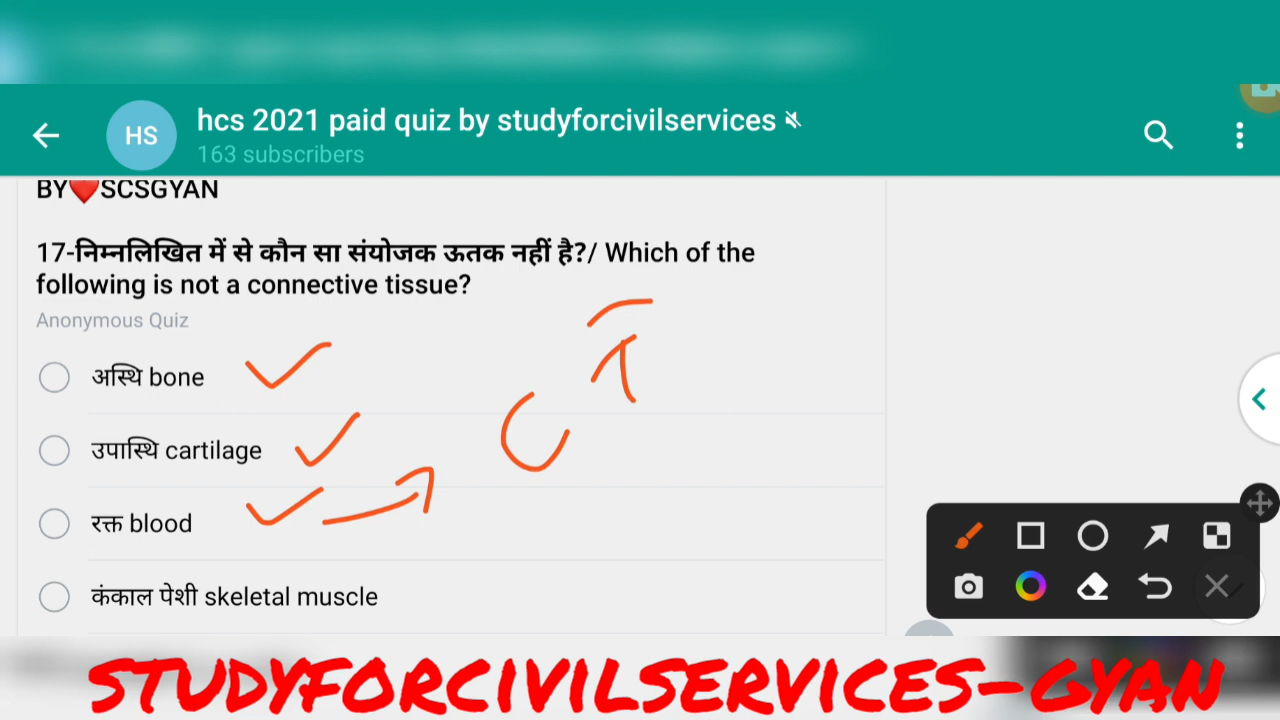 HS
hcs 2021 paid quiz by studyforcivilservices
163 subscribers
BY❤️SCSGYAN
17-निम्नलिखित में से कौन सा संयोजक ऊतक नहीं है?/ Which of the
following is not a connective tissue?
Anonymous Quiz
अस्थि bone
उपास्थि cartilage
रक्त blood
कंकाल पेशी skeletal muscle
STUDYFORCIVILSERVICES-GYAN